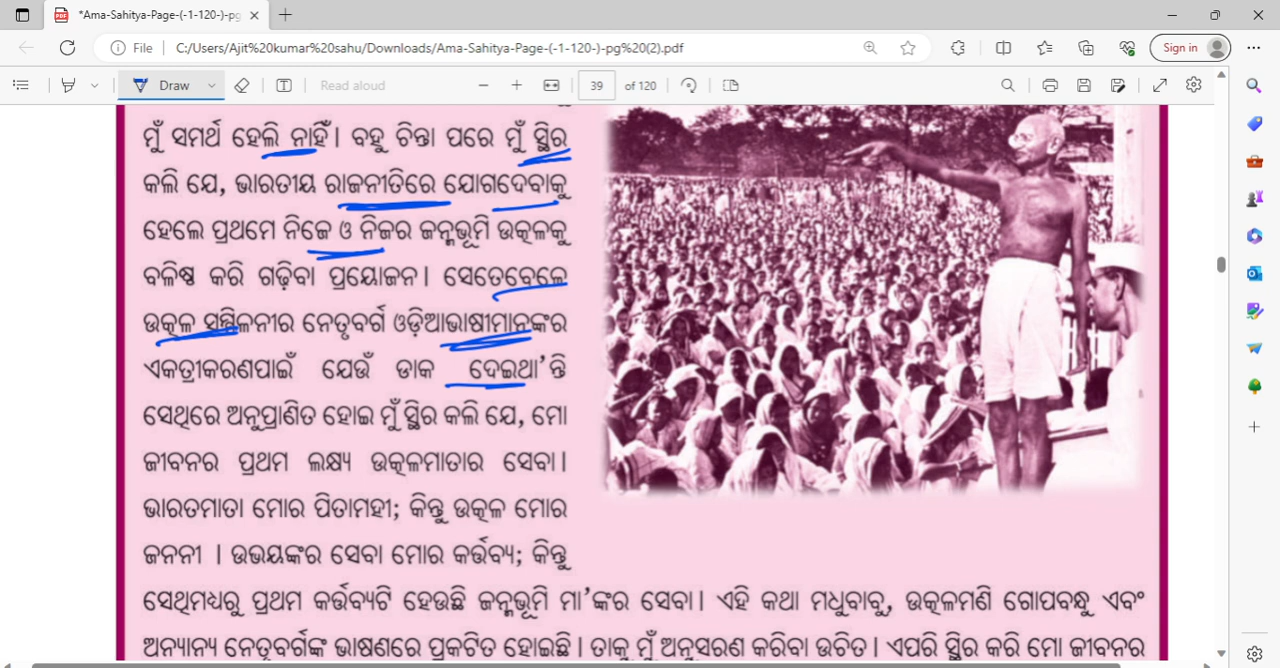 *Ama-Sahitya-Page-(-1-120-)-pg
File
C:/Users/Ajit%20kumar%20sahu/Downloads/Ama-Sahitya-Page-(-1-120-)-pg%20(2).pdf
Sign in
Draw
Read aloud
39 of 120
ମୁଁ ସମର୍ଥ ହେଲି ନାହିଁ। ବହୁ ଚିନ୍ତା ପରେ ମୁଁ ସ୍ଥିର
କଲି ଯେ, ଭାରତୀୟ ରାଜନୀତିରେ ଯୋଗଦେବାକୁ
ହେଲେ ପ୍ରଥମେ ନିଜେ ଓ ନିଜର ଜନ୍ମଭୂମି ଉତ୍କଳକୁ
ବଳିଷ୍ଠ କରି ଗଢ଼ିବା ପ୍ରୟୋଜନ। ସେତେବେଳେ
ଉତ୍କଳ ସମ୍ମିଳନୀର ନେତୃବର୍ଗ ଓଡ଼ିଆଭାଷୀମାନଙ୍କର
ଏକତ୍ରୀକରଣପାଇଁ ଯେଉଁ ଡାକ ଦେଇଥା'ନ୍ତି
ସେଥିରେ ଅନୁପ୍ରାଣିତ ହୋଇ ମୁଁ ସ୍ଥିର କଲି ଯେ, ମୋ
ଜୀବନର ପ୍ରଥମ ଲକ୍ଷ୍ୟ ଉତ୍କଳମାତାର ସେବା।
ଭାରତମାତା ମୋର ପିତାମହୀ; କିନ୍ତୁ ଉତ୍କଳ ମୋର
ଜନନୀ । ଉଭୟଙ୍କର ସେବା ମୋର କର୍ତ୍ତବ୍ୟ; କିନ୍ତୁ
ସେଥିମଧ୍ୟରୁ ପ୍ରଥମ କର୍ତ୍ତବ୍ୟଟି ହେଉଛି ଜନ୍ମଭୂମି ମା'ଙ୍କର ସେବା। ଏହି କଥା ମଧୁବାବୁ, ଉତ୍କଳମଣି ଗୋପବନ୍ଧୁ ଏବଂ
ଅନ୍ୟାନ୍ୟ ନେତୃବର୍ଗଙ୍କ ଭାଷଣରେ ପ୍ରକଟିତ ହୋଇଛି। ତାକୁ ମୁଁ ଅନୁସରଣ କରିବା ଉଚିତ। ଏପରି ସ୍ଥିର କରି ମୋ ଜୀବନର